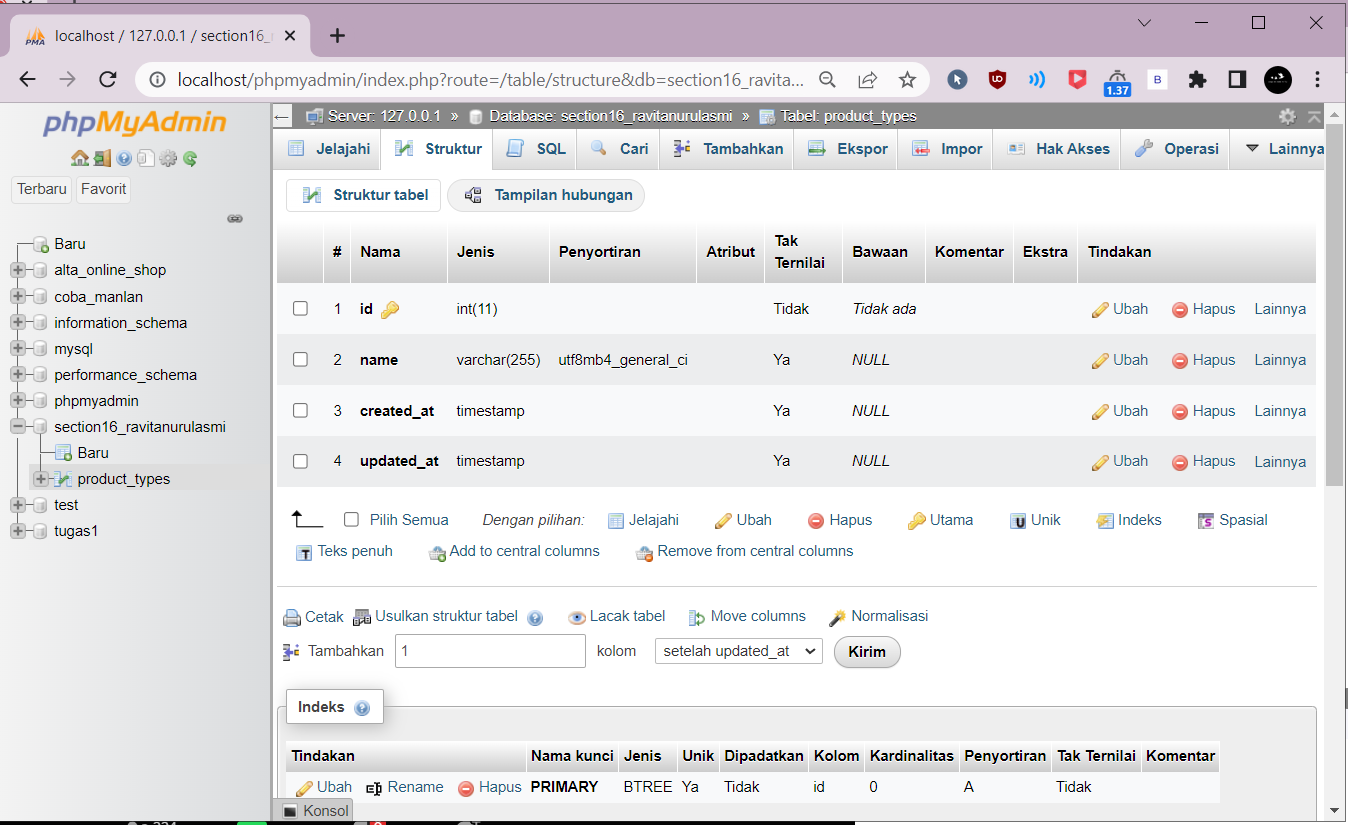 localhost / 127.0.0.1 / section16_
localhost/phpmyadmin/index.php?route=/table/structure&db=section16_ravita...
1.37
B
phpMyAdmin
Terbaru Favorit
Baru
alta_online_shop
coba_manlan
information_schema
mysql
performance_schema
phpmyadmin
section16_ravitanurulasmi
Baru
product_types
test
tugas1
Server: 127.0.0.1 » Database: section16_ravitanurulasmi » Tabel: product_types
Jelajahi Struktur SQL Cari Tambahkan Ekspor Impor Hak Akses Operasi Lainnya
Struktur tabel Tampilan hubungan
# Nama Jenis Penyortiran Atribut Tak Ternilai Bawaan Komentar Ekstra Tindakan
1 id int(11) Tidak Tidak ada Ubah Hapus Lainnya
2 name varchar(255) utf8mb4_general_ci Ya NULL Ubah Hapus Lainnya
3 created_at timestamp Ya NULL Ubah Hapus Lainnya
4 updated_at timestamp Ya NULL Ubah Hapus Lainnya
Pilih Semua Dengan pilihan: Jelajahi Ubah Hapus Utama Unik Indeks Spasial
Teks penuh Add to central columns Remove from central columns
Cetak Usulkan struktur tabel Lacak tabel Move columns Normalisasi
Tambahkan 1 kolom setelah updated_at Kirim
Indeks
Tindakan Nama kunci Jenis Unik Dipadatkan Kolom Kardinalitas Penyortiran Tak Ternilai Komentar
Ubah Rename Hapus PRIMARY BTREE Ya Tidak id 0 A Tidak
Konsol